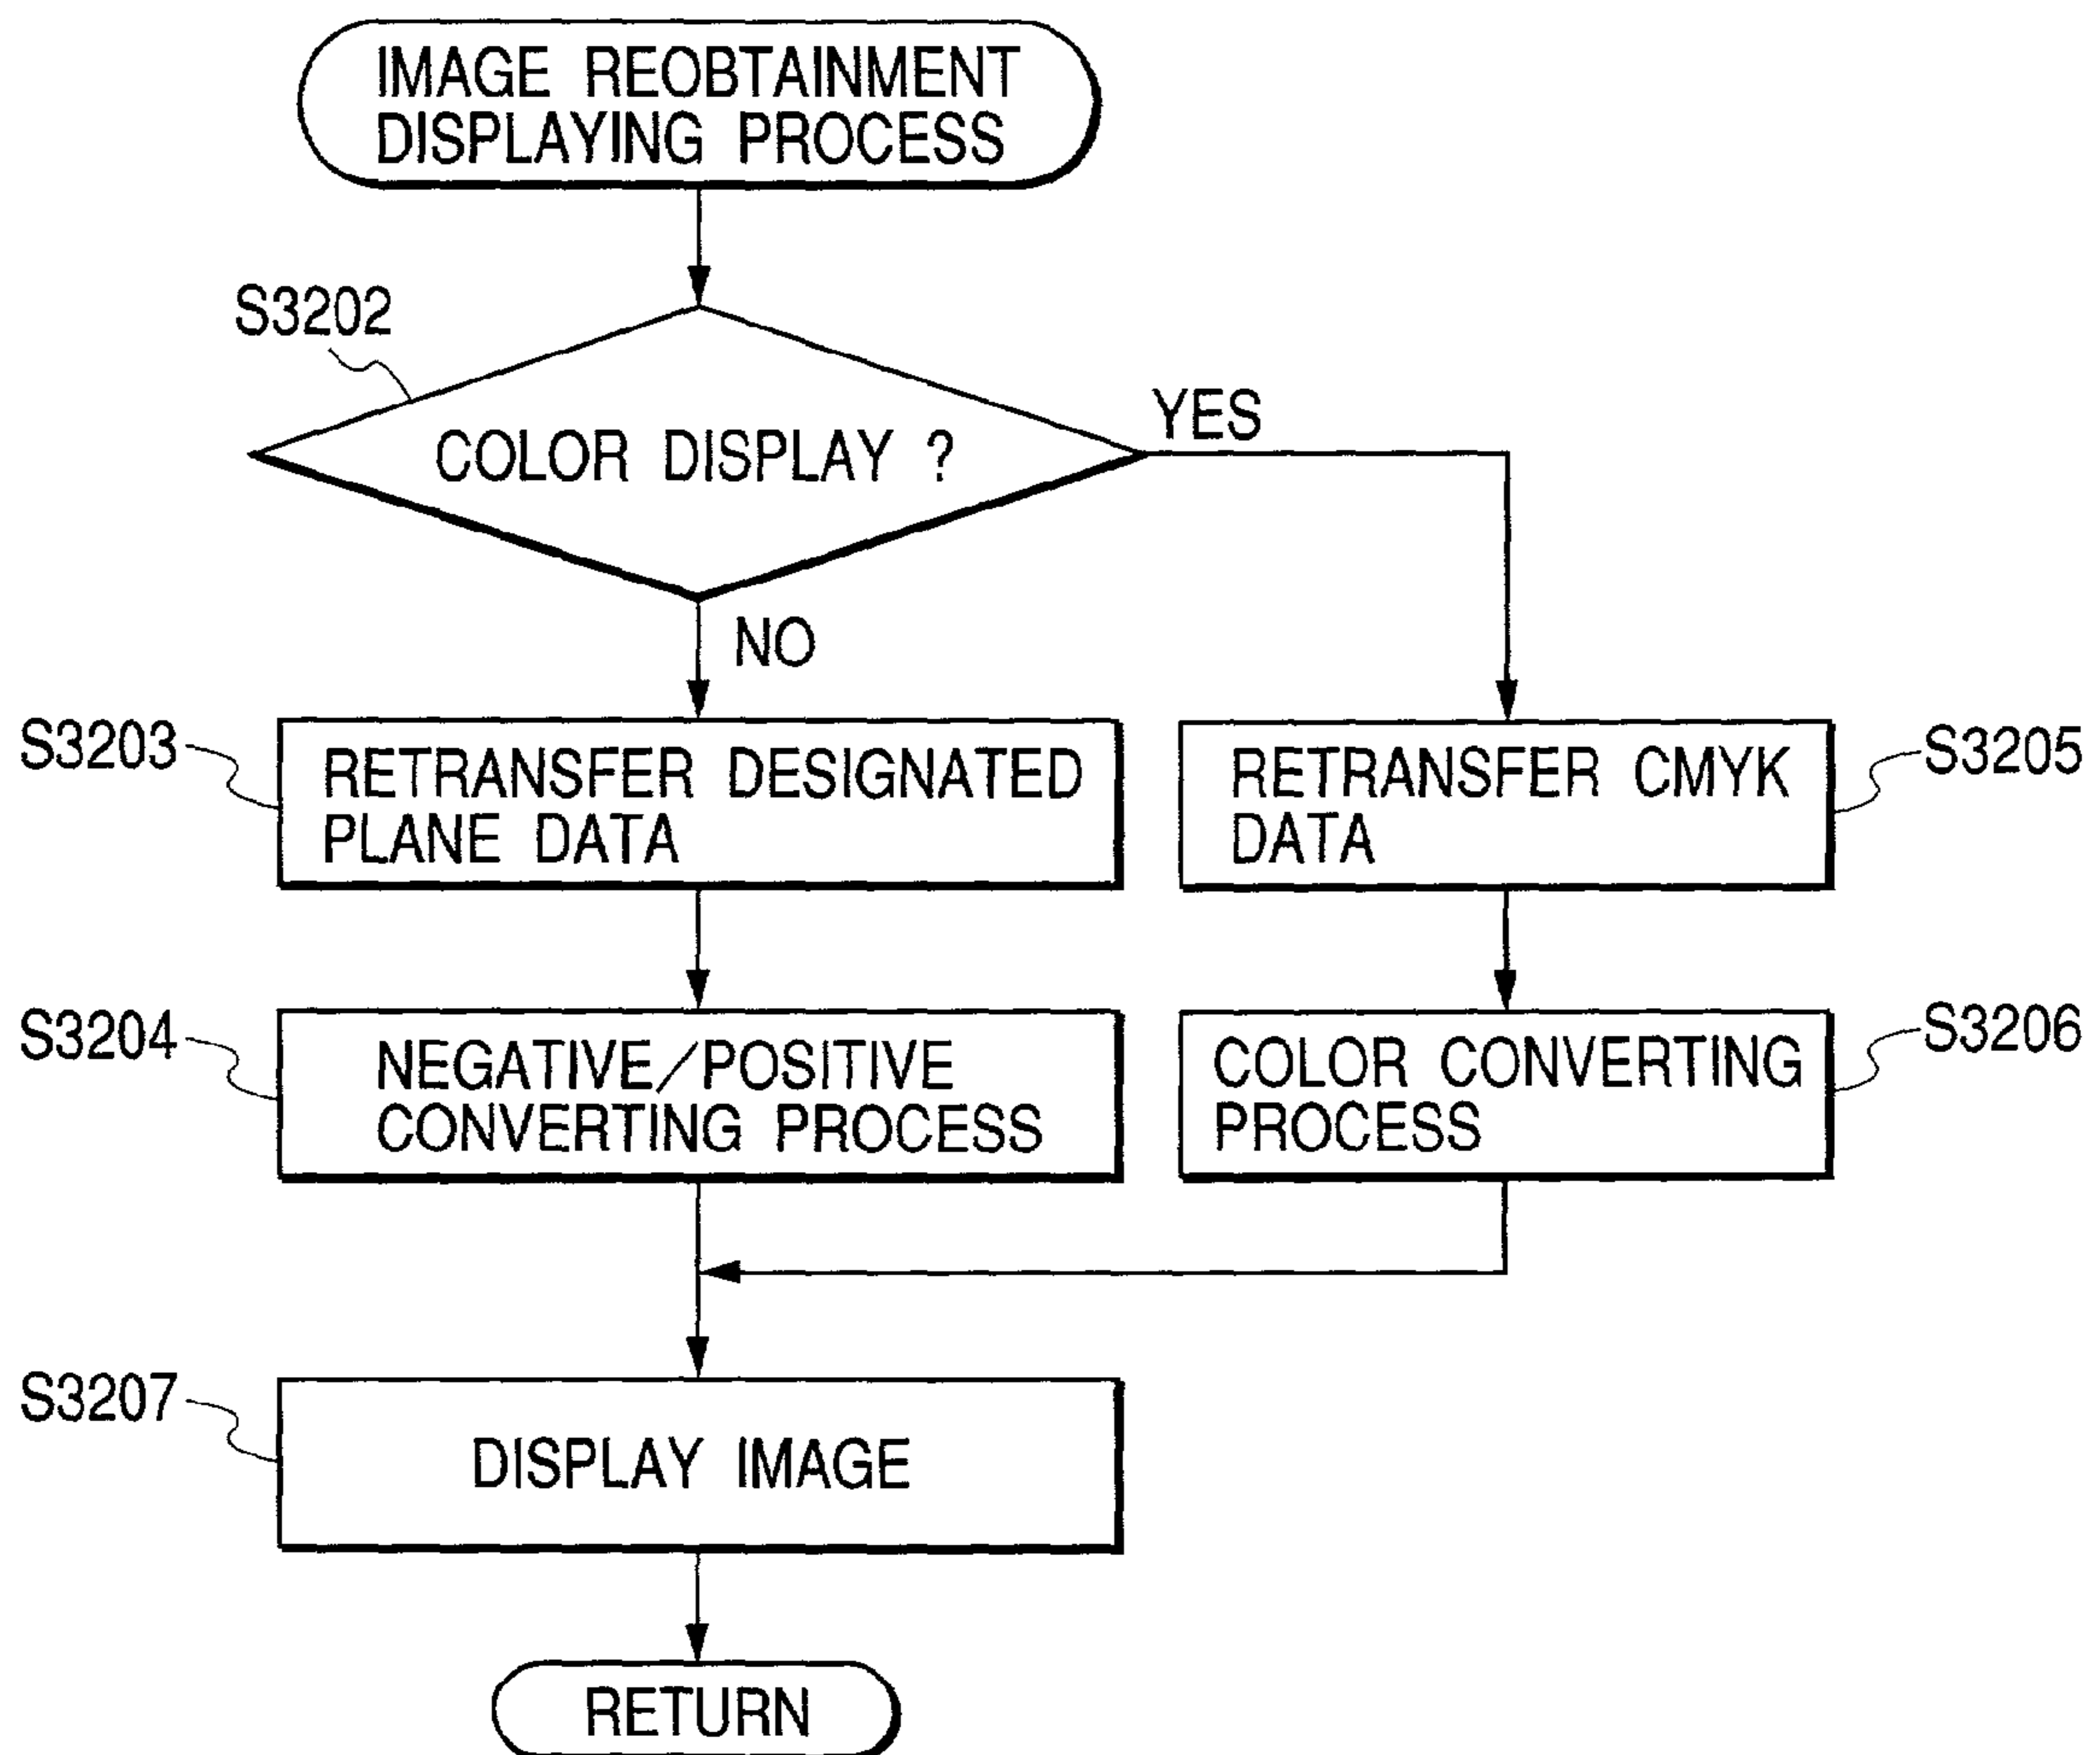 IMAGE REOBTAINMENT
DISPLAYING PROCESS
S3202
COLOR DISPLAY ?
YES
NO
S3203
RETRANSFER DESIGNATED
PLANE DATA
RETRANSFER CMYK
DATA
S3205
S3204
NEGATIVE/POSITIVE
CONVERTING PROCESS
COLOR CONVERTING
PROCESS
S3206
S3207
DISPLAY IMAGE
RETURN